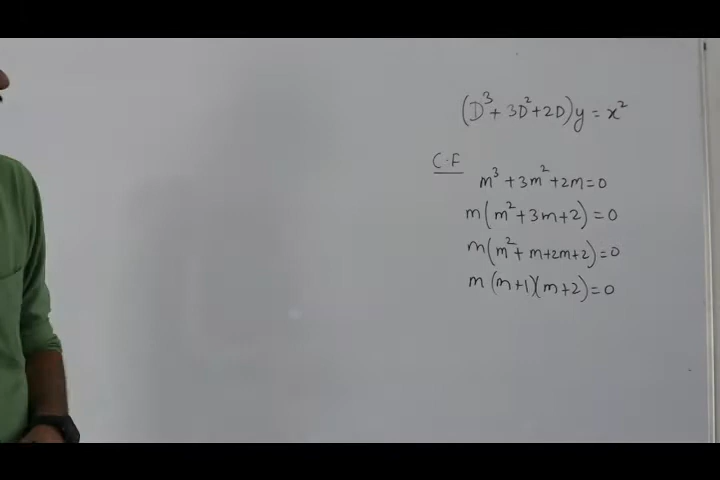 (D³ + 3D² + 2D)y = x²
C.F
m³ + 3m² + 2m = 0
m(m² + 3m + 2) = 0
m(m² + m + 2m + 2) = 0
m(m+1)(m+2) = 0